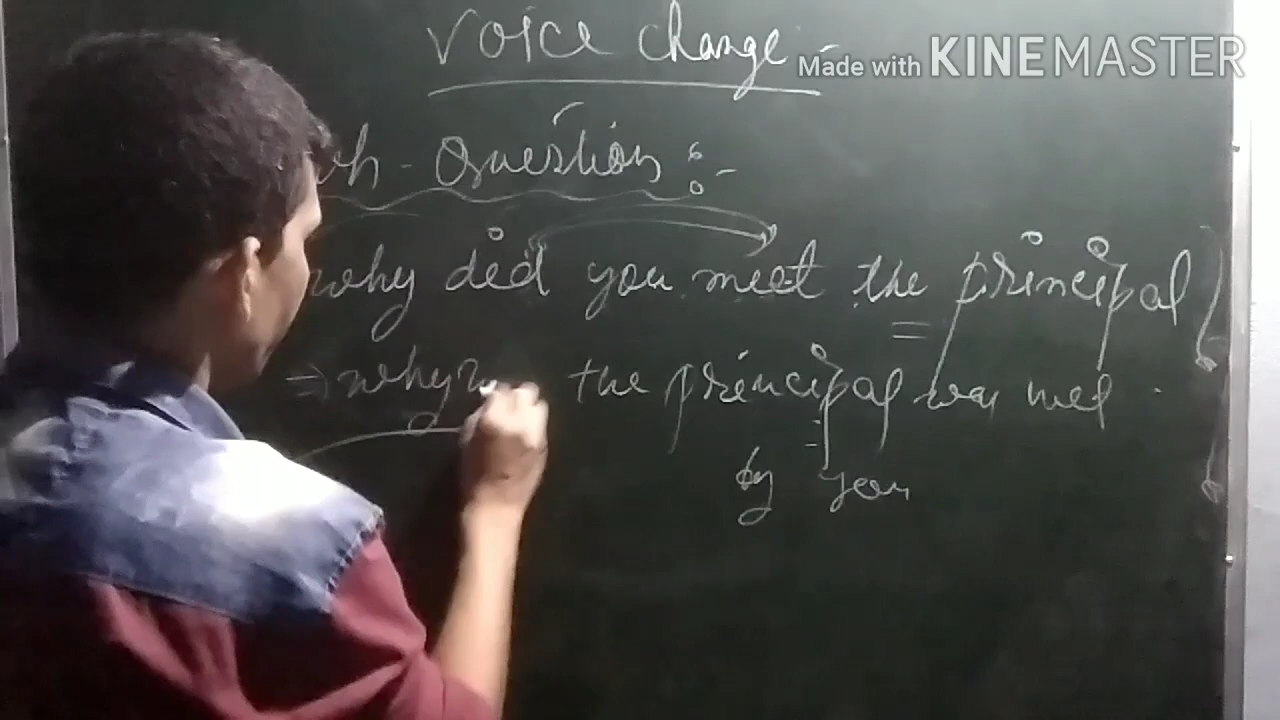 Voice change -
Made with KINEMASTER
wh - Question :-
why did you meet the principal
⇒ why the principal was met
by you